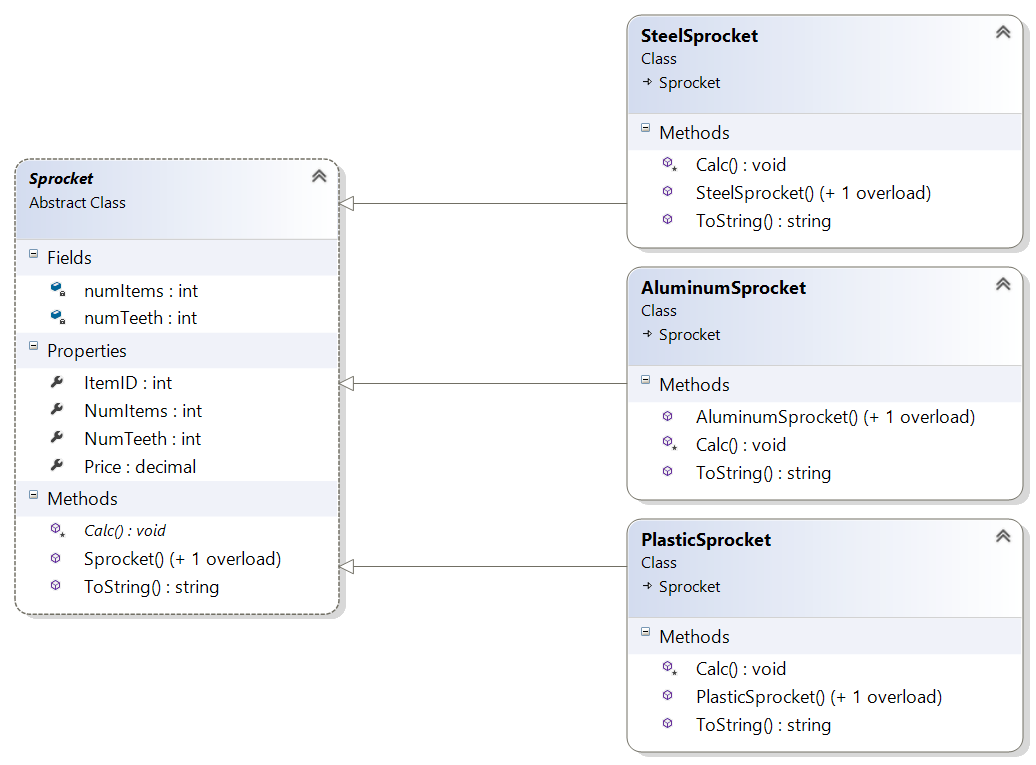 Sprocket
Abstract Class
Fields
numItems : int
numTeeth : int
Properties
ItemID : int
NumItems : int
NumTeeth : int
Price : decimal
Methods
Calc() : void
Sprocket() (+ 1 overload)
ToString() : string
SteelSprocket
Class
Sprocket
Methods
Calc() : void
SteelSprocket() (+ 1 overload)
ToString() : string
AluminumSprocket
Class
Sprocket
Methods
AluminumSprocket() (+ 1 overload)
Calc() : void
ToString() : string
PlasticSprocket
Class
Sprocket
Methods
Calc() : void
PlasticSprocket() (+ 1 overload)
ToString() : string